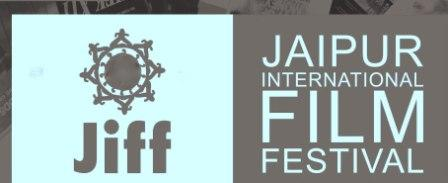 Jiff
JAIPUR
INTERNATIONAL
FILM
FESTIVAL